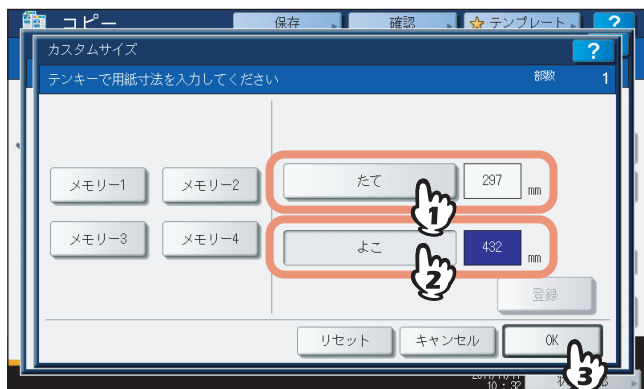 コピー
保存
確認
テンプレート
?
カスタムサイズ
?
テンキーで用紙寸法を入力してください
部数 1
メモリー1
メモリー2
たて
297
mm
1
メモリー3
メモリー4
よこ
432
mm
2
登録
リセット
キャンセル
OK
3
10:32